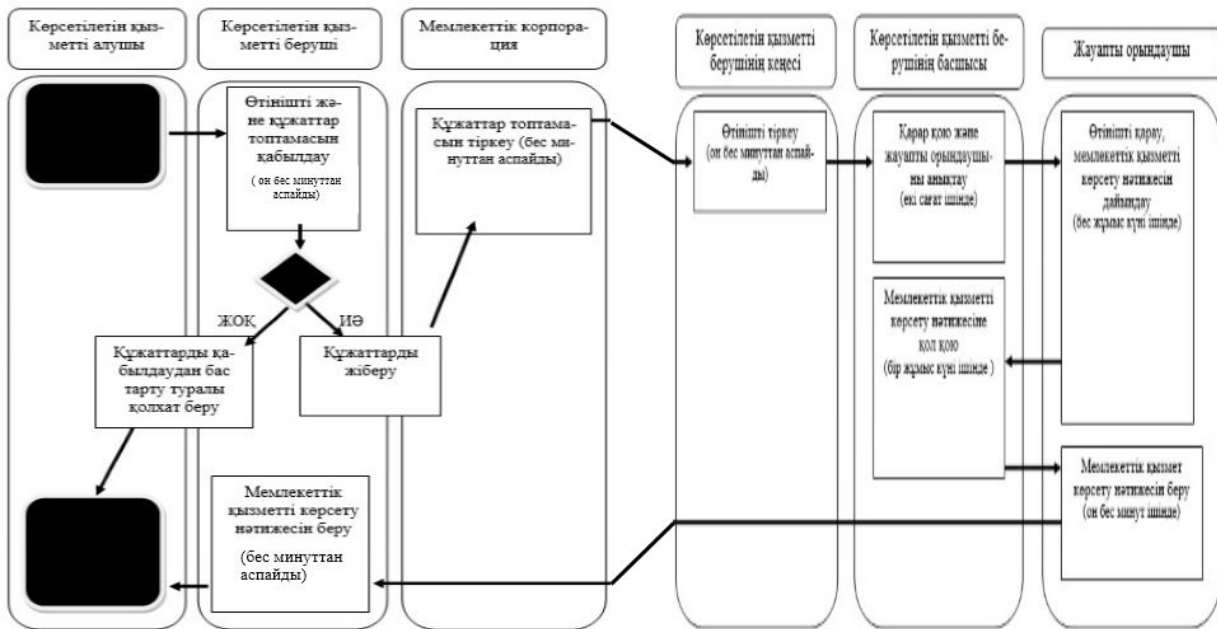 Көрсетілетін қыз-
метті алушы
Көрсетілетін қыз-
метті беруші
Мемлекеттік корпора-
ция
Көрсетілетін қызметті
берушінің кеңесі
Көрсетілетін қызметті бе-
рушінің басшысы
Жауапты орындаушы
Өтінішті жә-
не құжаттар
топтамасын
қабылдау
( он бес минуттан
аспайды)
Құжаттар топтама-
сын тіркеу (бес ми-
нуттан аспайды)
Өтінішті тіркеу
(он бес минуттан аспай-
ды)
Қарар қою және
жауапты орындаушы-
ны анықтау
(екі сағат ішінде)
Өтінішті қарау,
мемлекеттік қызметті
көрсету нәтижесін
дайындау
(бес жұмыс күні ішінде)
ЖОҚ
ИӘ
Құжаттарды қа-
былдаудан бас
тарту туралы
қолхат беру
Құжаттарды
жіберу
Мемлекеттік қызметті
көрсету нәтижесіне
қол қою
(бір жұмыс күні ішінде )
Мемлекеттік
қызметті көрсету
нәтижесін беру
(бес минуттан
аспайды)
Мемлекеттік қызмет
көрсету нәтижесін беру
(он бес минут ішінде)